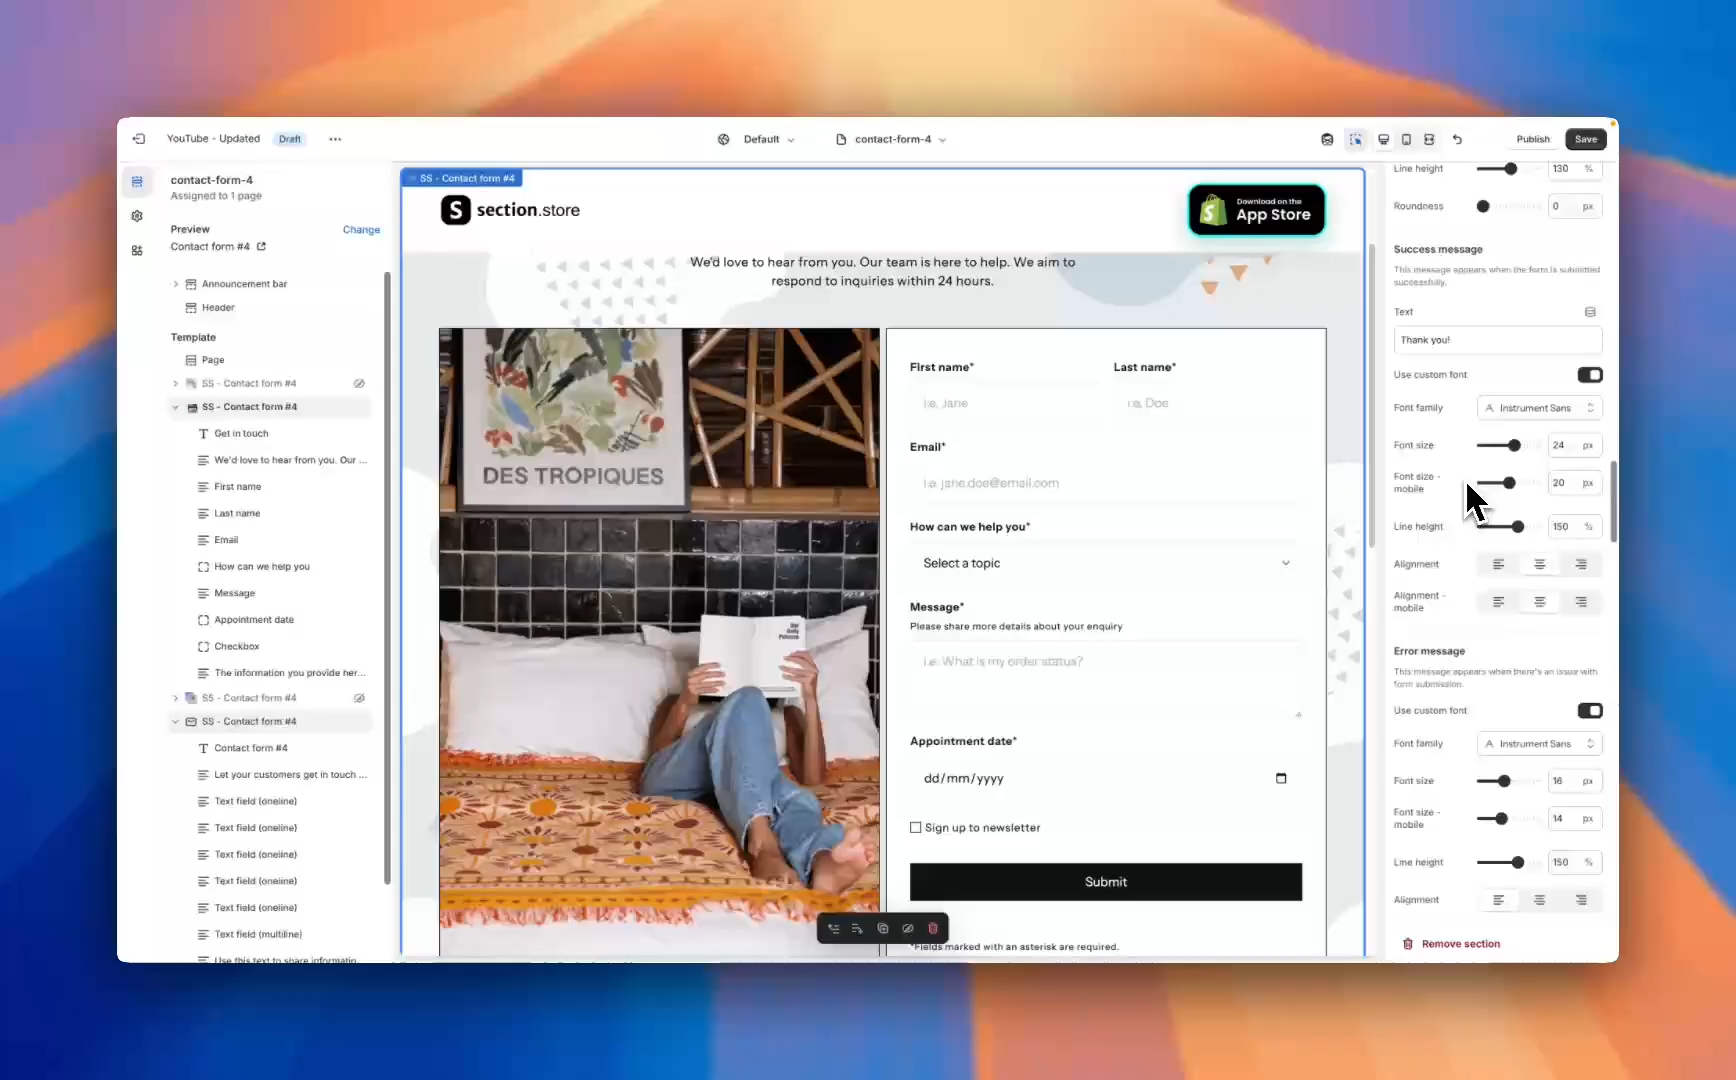 YouTube - Updated
Draft
Default
contact-form-4
Publish
Save
contact-form-4
Assigned to 1 page
Preview
Change
Contact form #4
Announcement bar
Header
Template
Page
SS - Contact form #4
SS - Contact form #4
Get in touch
We'd love to hear from you. Our ...
First name
Last name
Email
How can we help you
Message
Appointment date
Checkbox
The information you provide her...
SS - Contact form #4
SS - Contact form #4
Contact form #4
Let your customers get in touch ...
Text field (oneline)
Text field (oneline)
Text field (oneline)
Text field (oneline)
Text field (oneline)
Text field (multiline)
Use this text to share informatio...
SS - Contact form #4
S section.store
Download on the
App Store
We'd love to hear from you. Our team is here to help. We aim to
respond to inquiries within 24 hours.
DES TROPIQUES
First name*
Last name*
i.e. Jane
i.e. Doe
Email*
i.e. jane.doe@email.com
How can we help you*
Select a topic
Message*
Please share more details about your enquiry
i.e. What is my order status?
Appointment date*
dd/mm/yyyy
Sign up to newsletter
Submit
*Fields marked with an asterisk are required.
Line height
130 %
Roundness
0 px
Success message
This message appears when the form is submitted
successfully.
Text
Thank you!
Use custom font
Font family
A Instrument Sans
Font size
24 px
Font size -
mobile
20 px
Line height
150 %
Alignment
Alignment -
mobile
Error message
This message appears when there's an issue with
form submission.
Use custom font
Font family
A Instrument Sans
Font size
16 px
Font size -
mobile
14 px
Line height
150 %
Alignment
Remove section